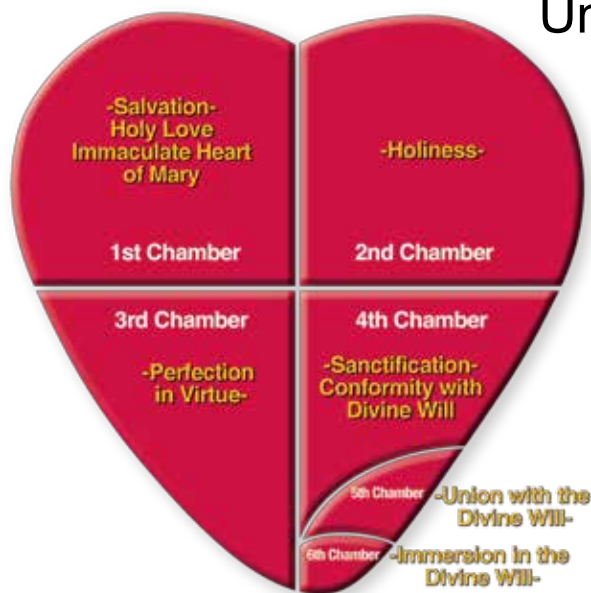 Un
-Salvation-
Holy Love
Immaculate Heart
of Mary
1st Chamber
-Holiness-
2nd Chamber
3rd Chamber
-Perfection
in Virtue-
4th Chamber
-Sanctification-
Conformity with
Divine Will
5th Chamber
-Union with the
Divine Will-
6th Chamber
-Immersion in the
Divine Will-